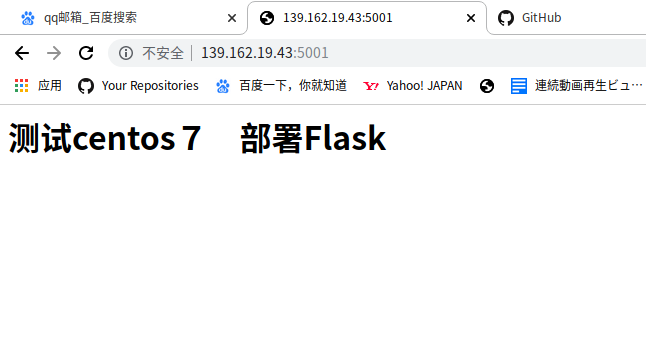 qq邮箱_百度搜索 139.162.19.43:5001 GitHub
不安全 139.162.19.43:5001
应用 Your Repositories 百度一下，你就知道 Yahoo! JAPAN 連続動画再生ビュ…
测试centos７　部署Flask